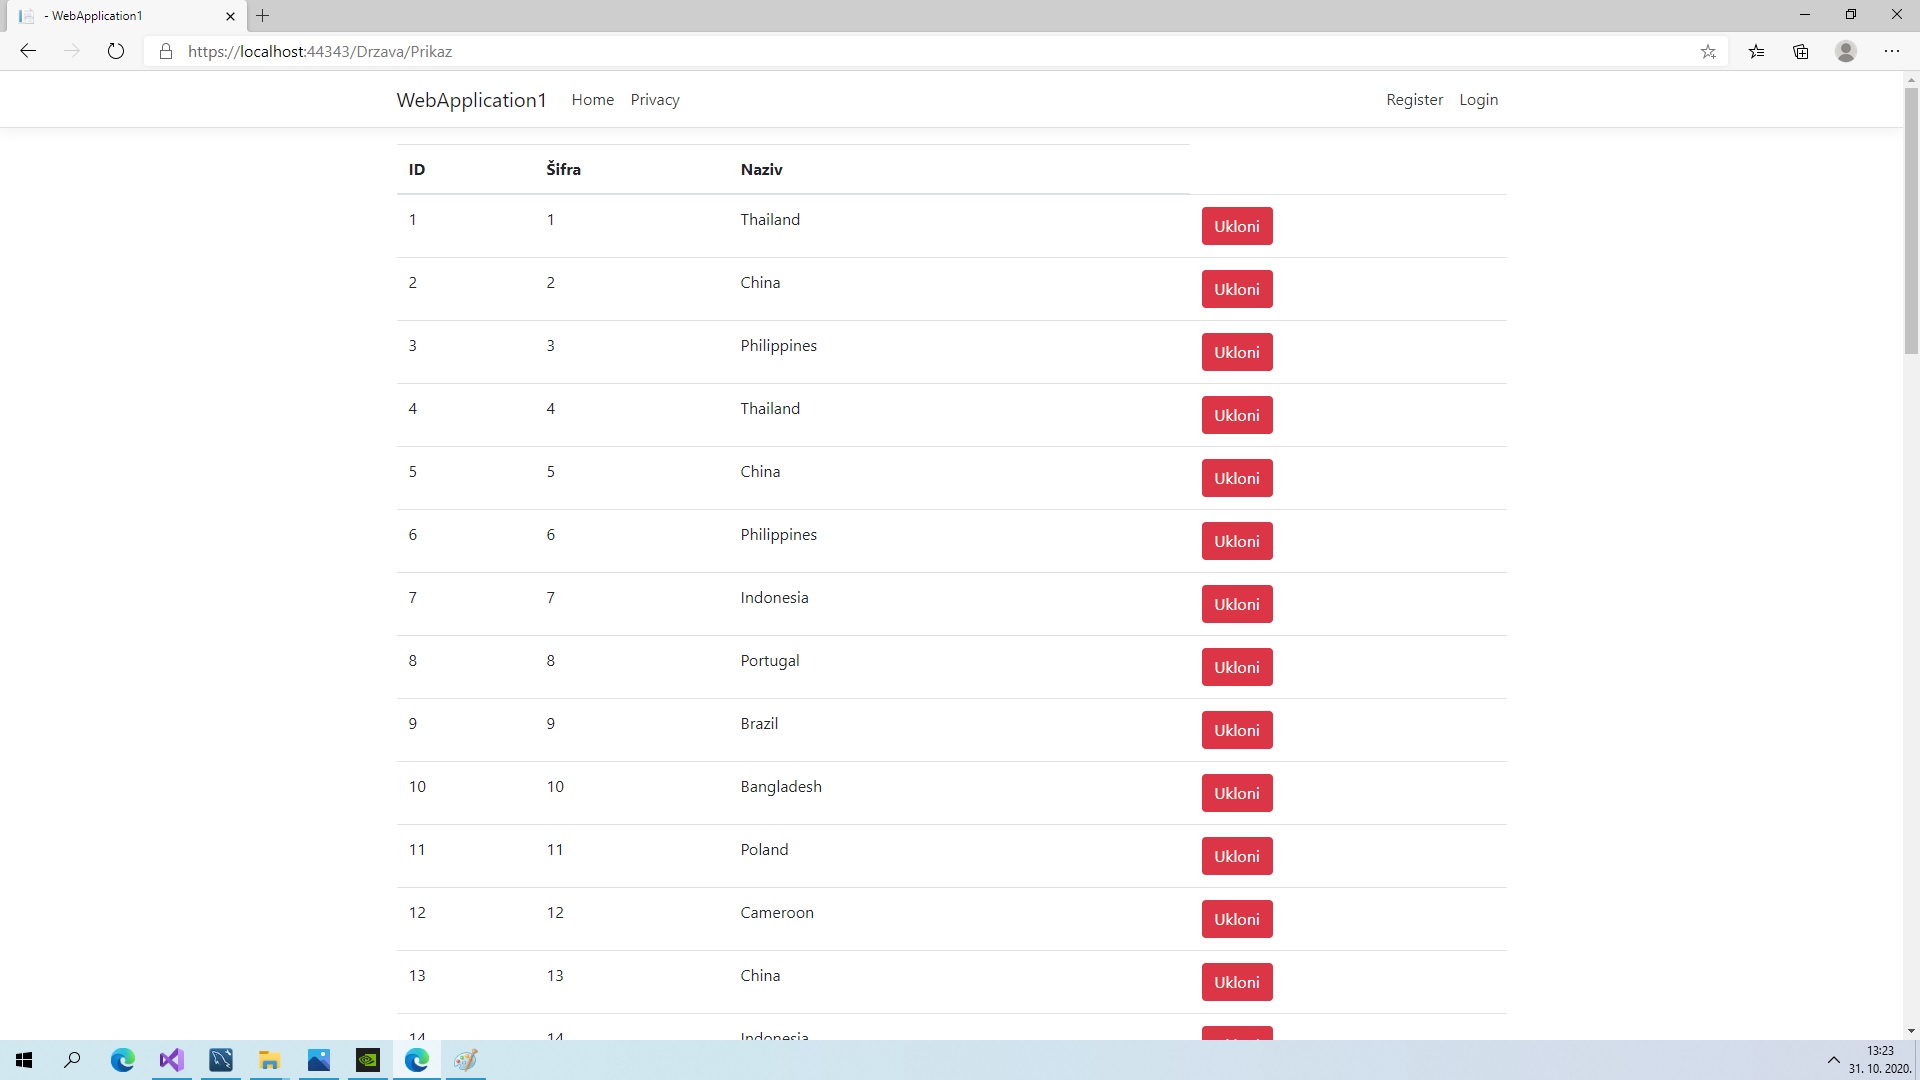 - WebApplication1
https://localhost:44343/Drzava/Prikaz
WebApplication1 Home Privacy Register Login
ID Šifra Naziv
1 1 Thailand Ukloni
2 2 China Ukloni
3 3 Philippines Ukloni
4 4 Thailand Ukloni
5 5 China Ukloni
6 6 Philippines Ukloni
7 7 Indonesia Ukloni
8 8 Portugal Ukloni
9 9 Brazil Ukloni
10 10 Bangladesh Ukloni
11 11 Poland Ukloni
12 12 Cameroon Ukloni
13 13 China Ukloni
14 14 Indonesia
13:23
31. 10. 2020.